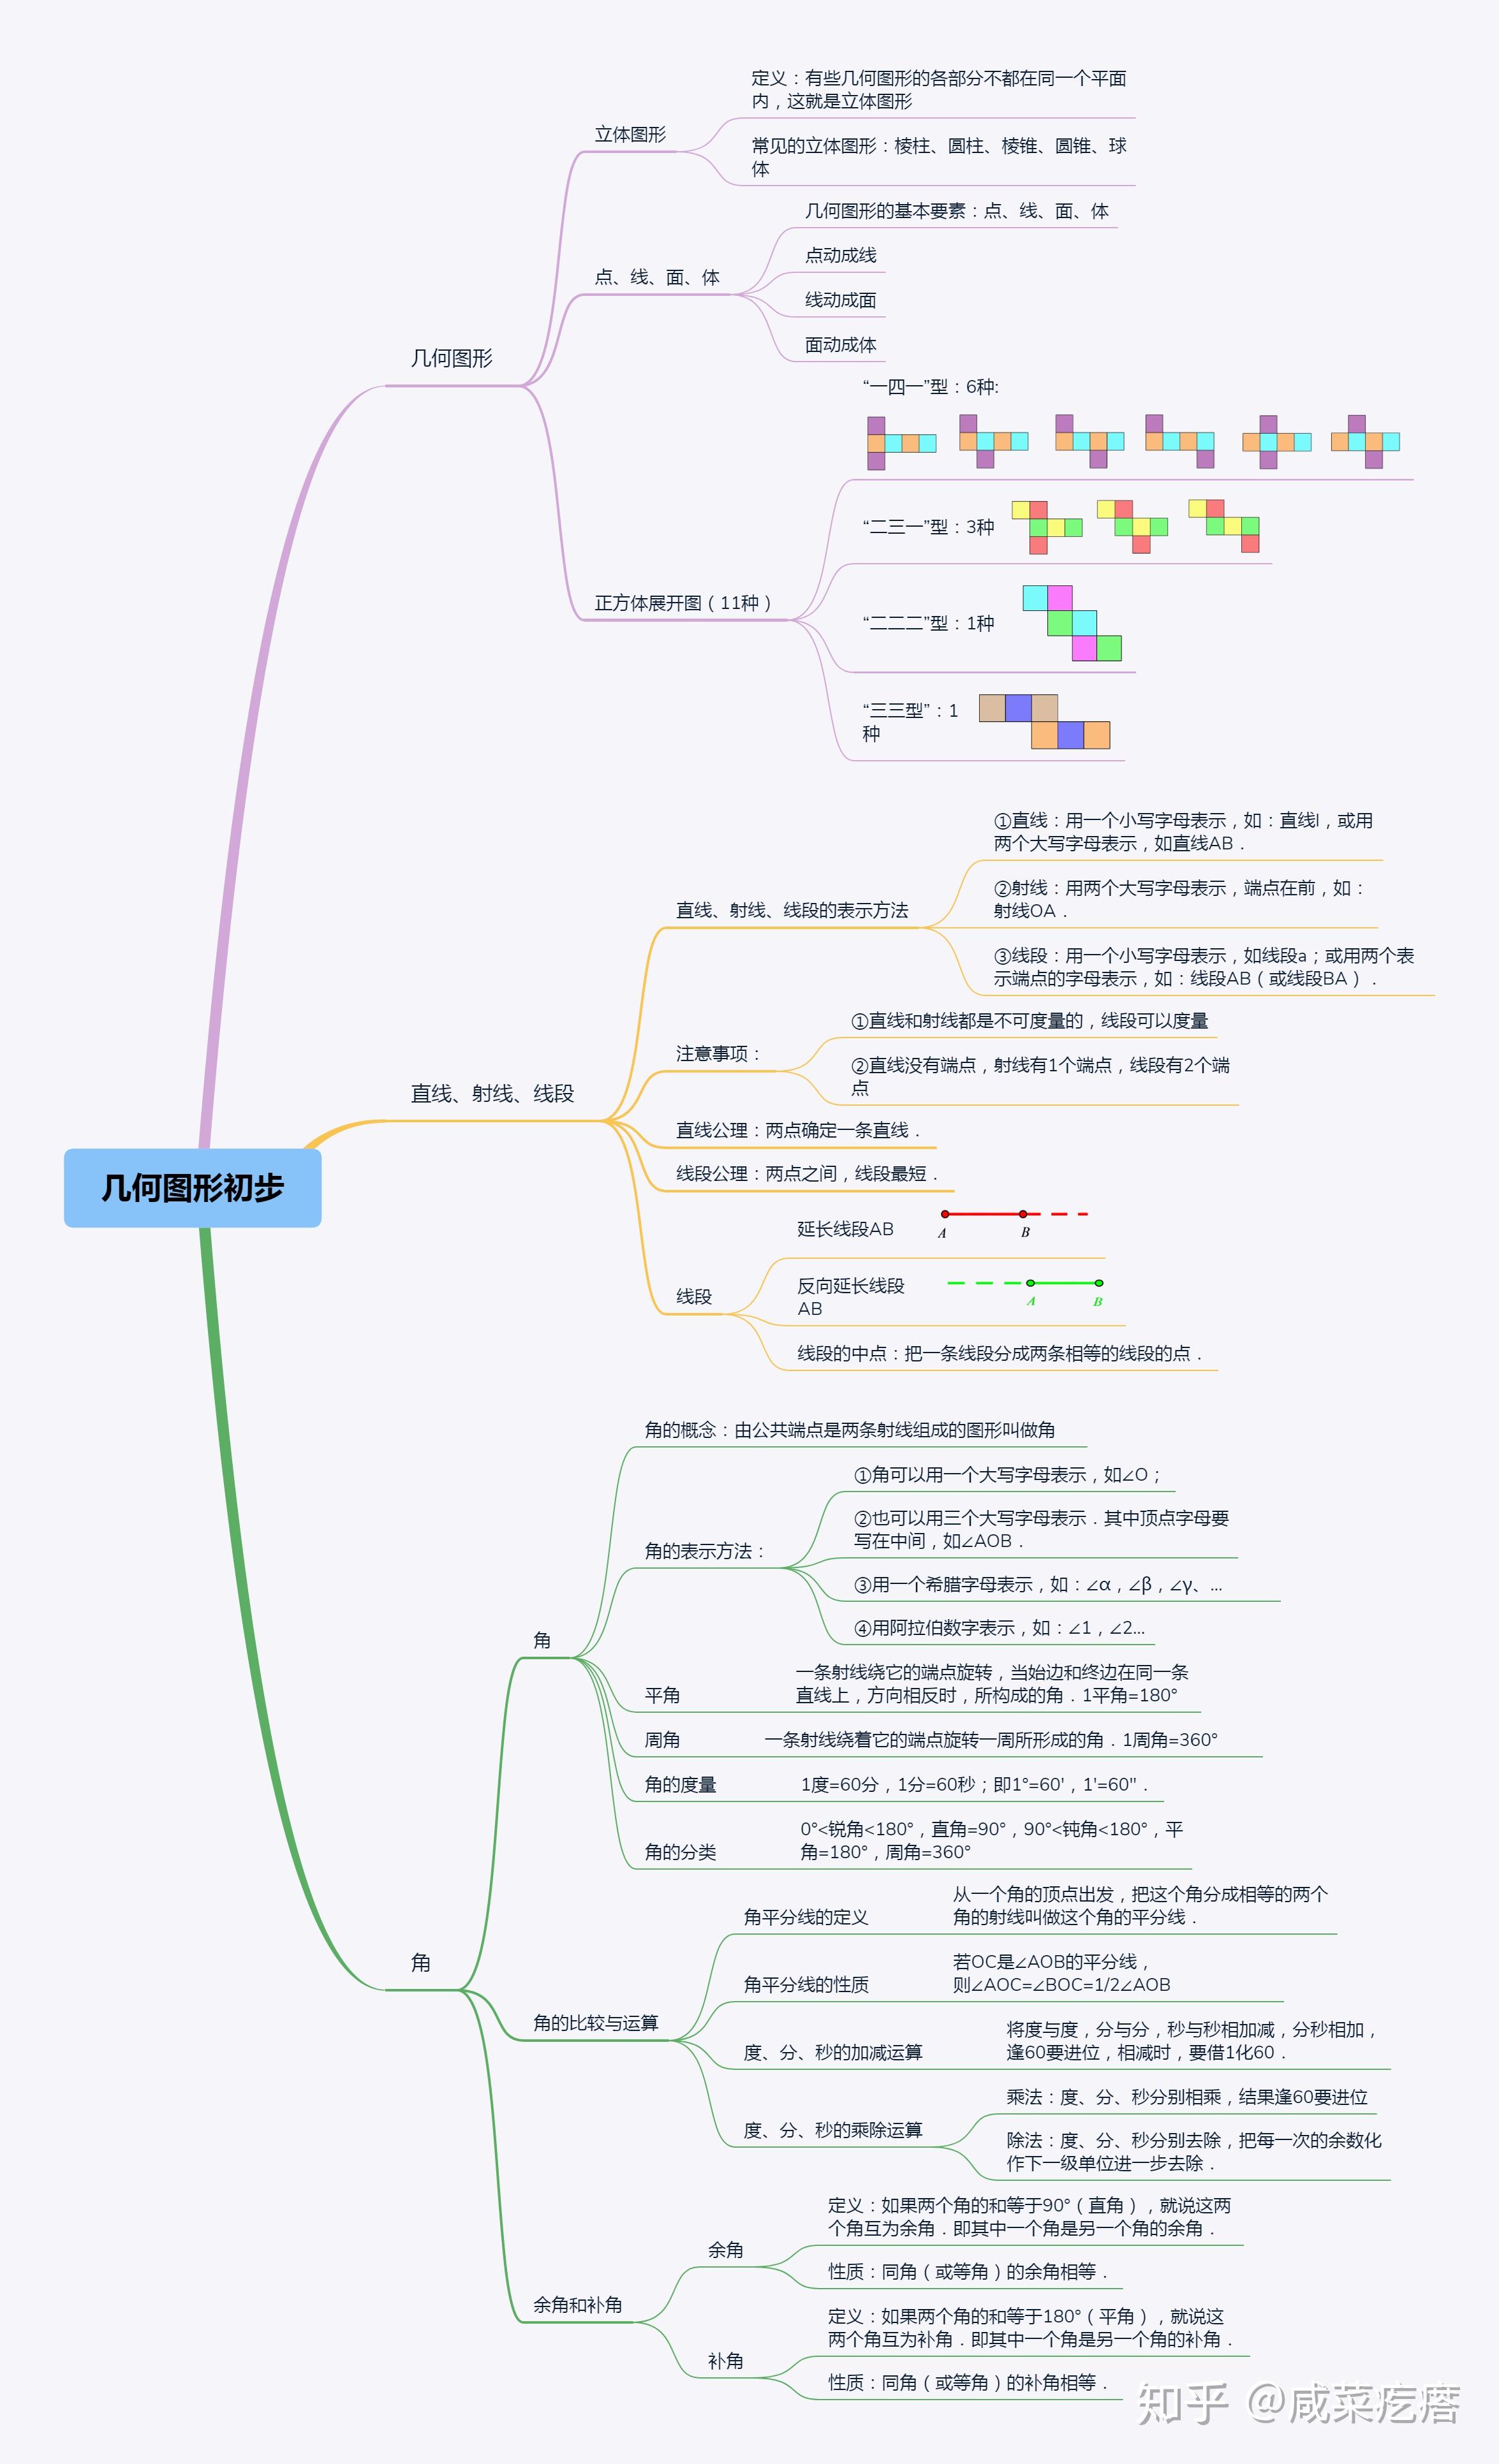 定义：有些几何图形的各部分不都在同一个平面
内，这就是立体图形
立体图形
常见的立体图形：棱柱、圆柱、棱锥、圆锥、球
体
几何图形的基本要素：点、线、面、体
点动成线
点、线、面、体
线动成面
面动成体
几何图形
“一四一”型：6种:
“二三一”型：3种
正方体展开图（11种）
“二二二”型：1种
“三三型”：1
种
①直线：用一个小写字母表示，如：直线l，或用
两个大写字母表示，如直线AB．
②射线：用两个大写字母表示，端点在前，如：
射线OA．
直线、射线、线段的表示方法
③线段：用一个小写字母表示，如线段a；或用两个表
示端点的字母表示，如：线段AB（或线段BA）．
①直线和射线都是不可度量的，线段可以度量
注意事项：
②直线没有端点，射线有1个端点，线段有2个端
点
直线、射线、线段
直线公理：两点确定一条直线．
线段公理：两点之间，线段最短．
几何图形初步
延长线段AB
A B
反向延长线段
AB
A B
线段
线段的中点：把一条线段分成两条相等的线段的点．
角的概念：由公共端点是两条射线组成的图形叫做角
①角可以用一个大写字母表示，如∠O；
②也可以用三个大写字母表示．其中顶点字母要
写在中间，如∠AOB．
角的表示方法：
③用一个希腊字母表示，如：∠α，∠β，∠γ、...
④用阿拉伯数字表示，如：∠1，∠2...
角
一条射线绕它的端点旋转，当始边和终边在同一条
直线上，方向相反时，所构成的角．1平角=180°
平角
周角 一条射线绕着它的端点旋转一周所形成的角．1周角=360°
角的度量 1度=60分，1分=60秒；即1°=60'，1'=60"．
0°<锐角<180°，直角=90°，90°<钝角<180°，平
角=180°，周角=360°
角的分类
从一个角的顶点出发，把这个角分成相等的两个
角的射线叫做这个角的平分线．
角平分线的定义
角
若OC是∠AOB的平分线，
则∠AOC=∠BOC=1/2∠AOB
角平分线的性质
角的比较与运算
将度与度，分与分，秒与秒相加减，分秒相加，
逢60要进位，相减时，要借1化60．
度、分、秒的加减运算
乘法：度、分、秒分别相乘，结果逢60要进位
度、分、秒的乘除运算
除法：度、分、秒分别去除，把每一次的余数化
作下一级单位进一步去除．
定义：如果两个角的和等于90°（直角），就说这两
个角互为余角．即其中一个角是另一个角的余角．
余角
性质：同角（或等角）的余角相等．
余角和补角
定义：如果两个角的和等于180°（平角），就说这
两个角互为补角．即其中一个角是另一个角的补角．
补角
性质：同角（或等角）的补角相等．
知乎 @咸菜疙瘩